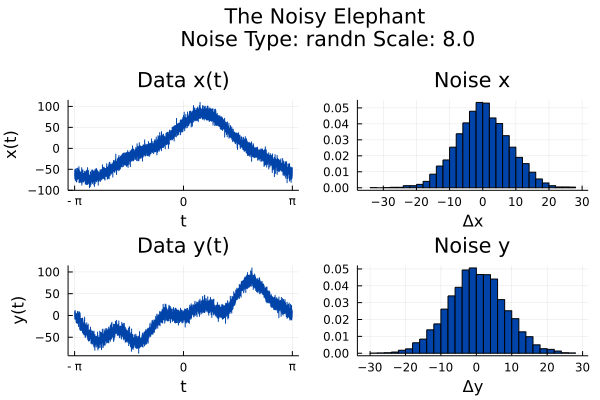 The Noisy Elephant
Noise Type: randn Scale: 8.0
Data x(t)
Noise x
100
50
0
−50
−100
x(t)
- π
0
π
t
0.05
0.04
0.03
0.02
0.01
0.00
−30
−20
−10
0
10
20
30
Δx
Data y(t)
Noise y
100
50
0
−50
y(t)
- π
0
π
t
0.05
0.04
0.03
0.02
0.01
0.00
−30
−20
−10
0
10
20
30
Δy